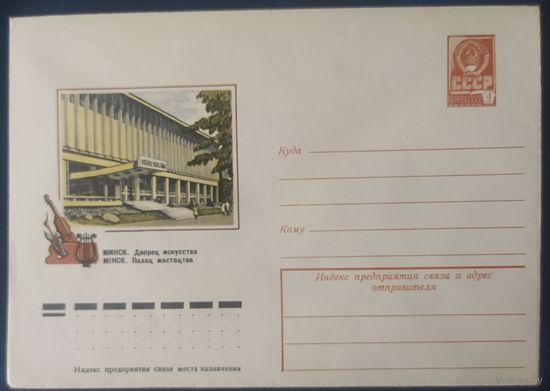 СССР
ПОЧТА
4
Куда
МИНСК. Дворец искусства
МІНСК. Палац мастацтва
Кому
Индекс предприятия связи и адрес
отправителя
Индекс предприятия связи места назначения